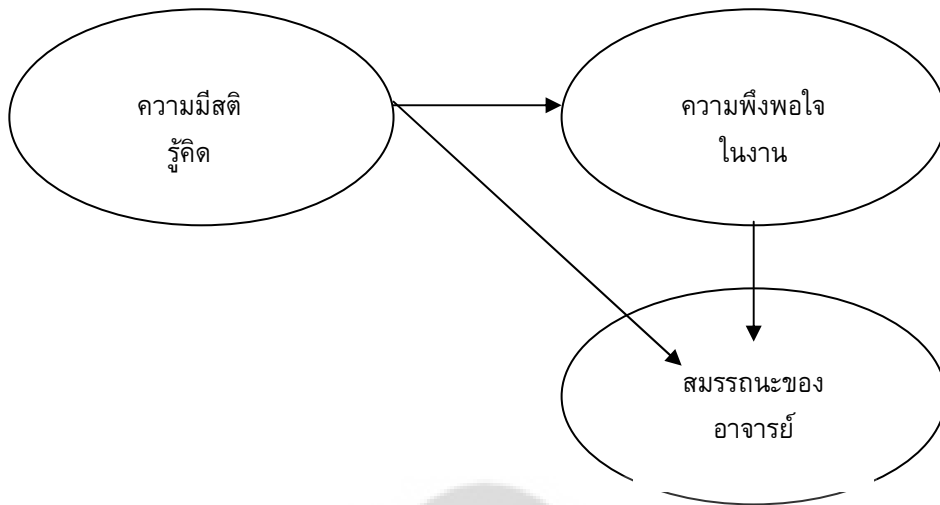 ความมีสติ
รู้คิด
ความพึงพอใจ
ในงาน
สมรรถนะของ
อาจารย์